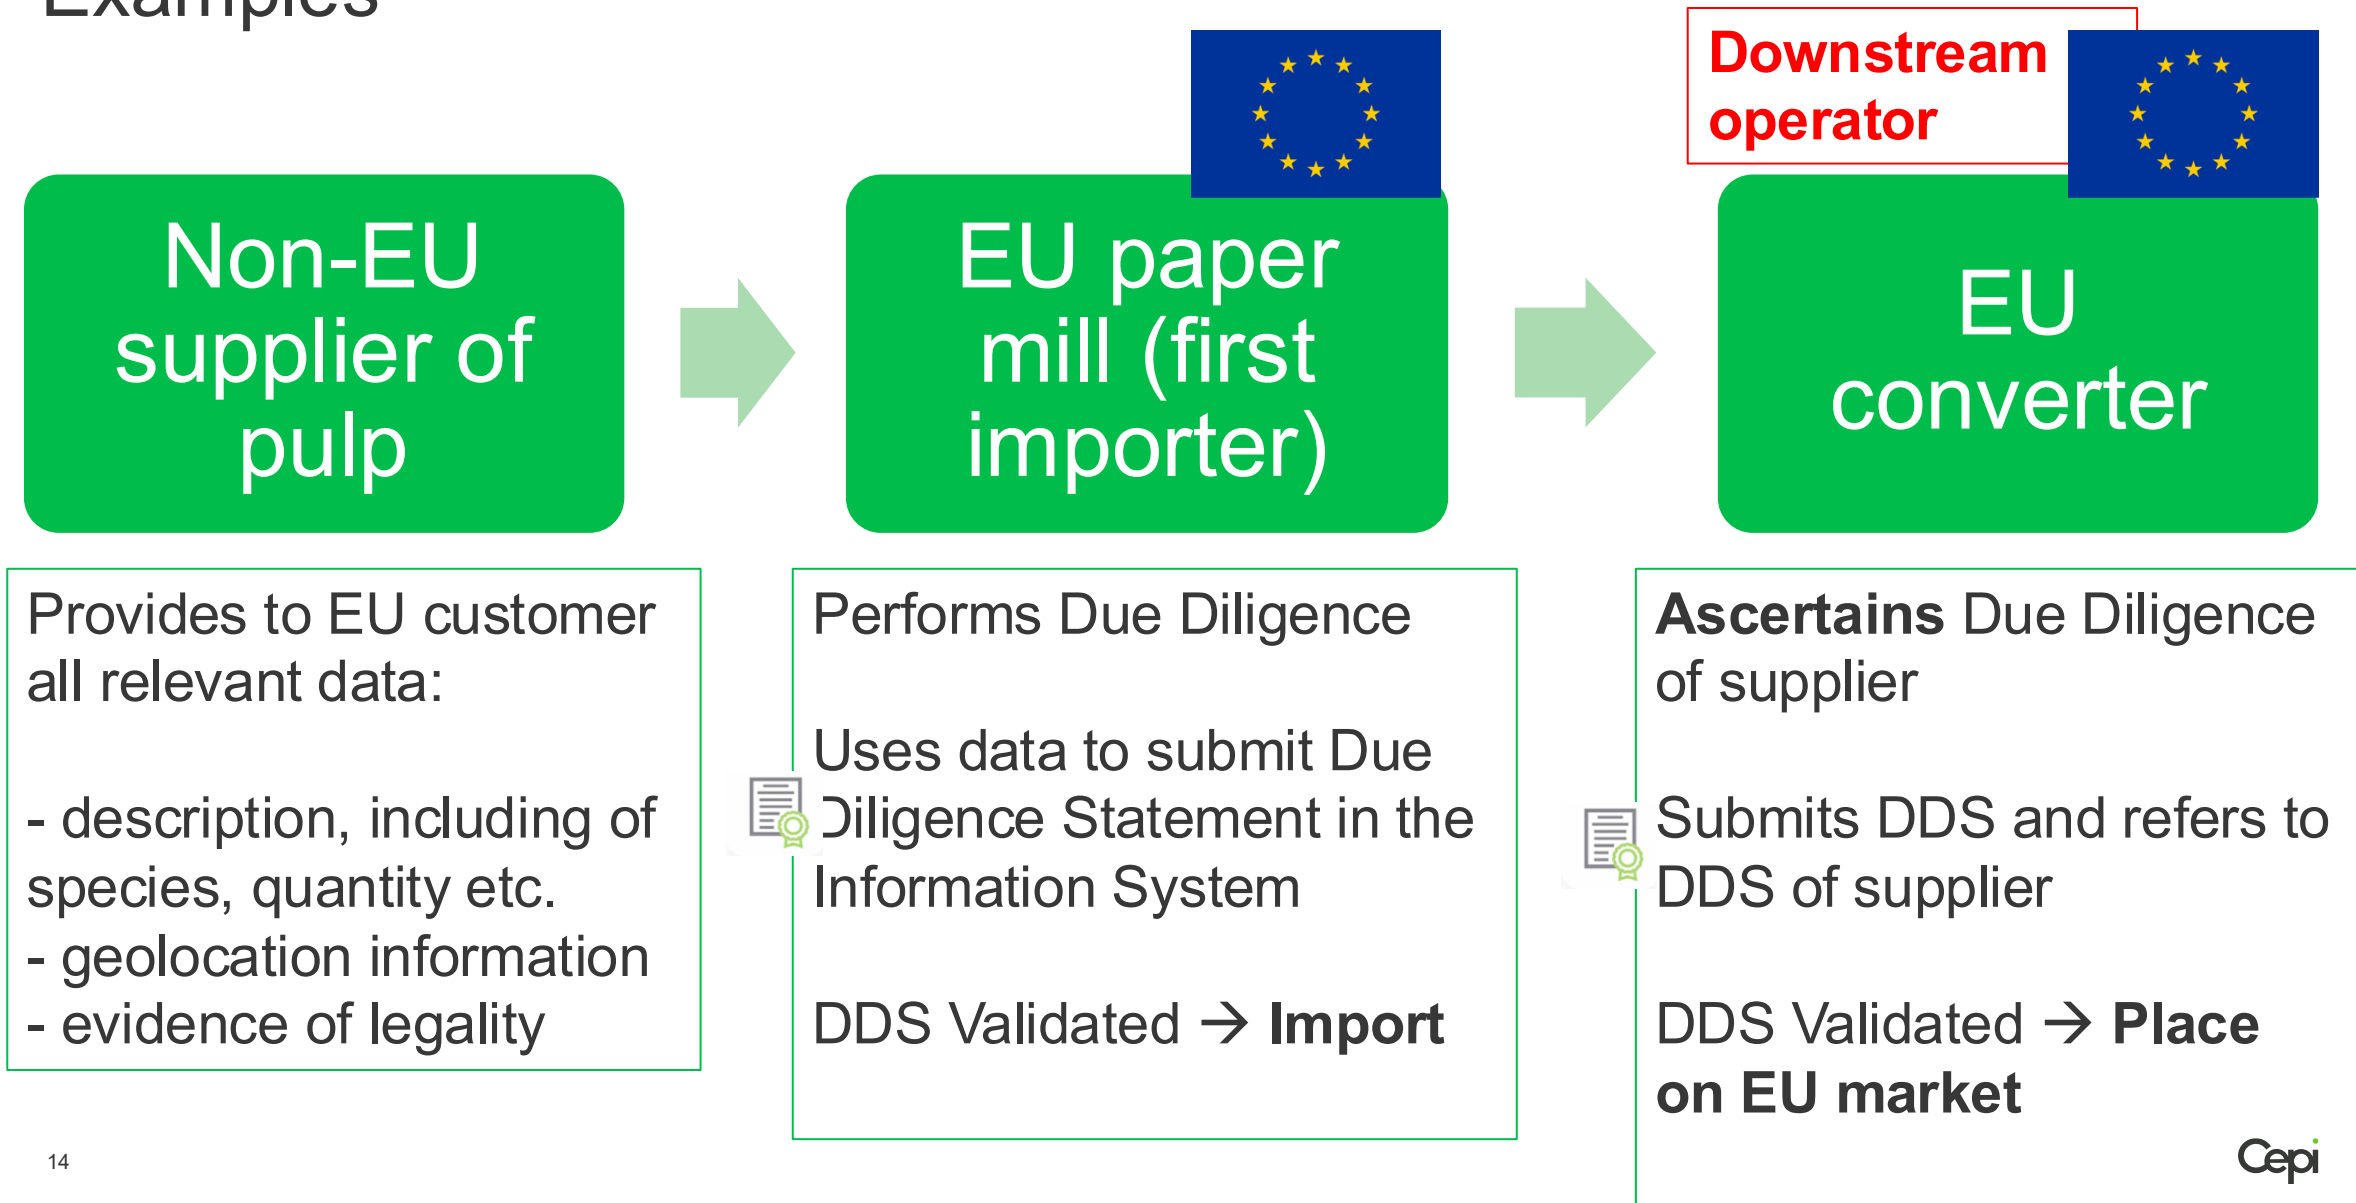 Examples
Downstream
operator
Non-EU
supplier of
pulp
EU paper
mill (first
importer)
EU
converter
Provides to EU customer
all relevant data:
- description, including of
species, quantity etc.
- geolocation information
- evidence of legality
Performs Due Diligence
Uses data to submit Due
Diligence Statement in the
Information System
DDS Validated → Import
Ascertains Due Diligence
of supplier
Submits DDS and refers to
DDS of supplier
DDS Validated → Place
on EU market
14
Cepi